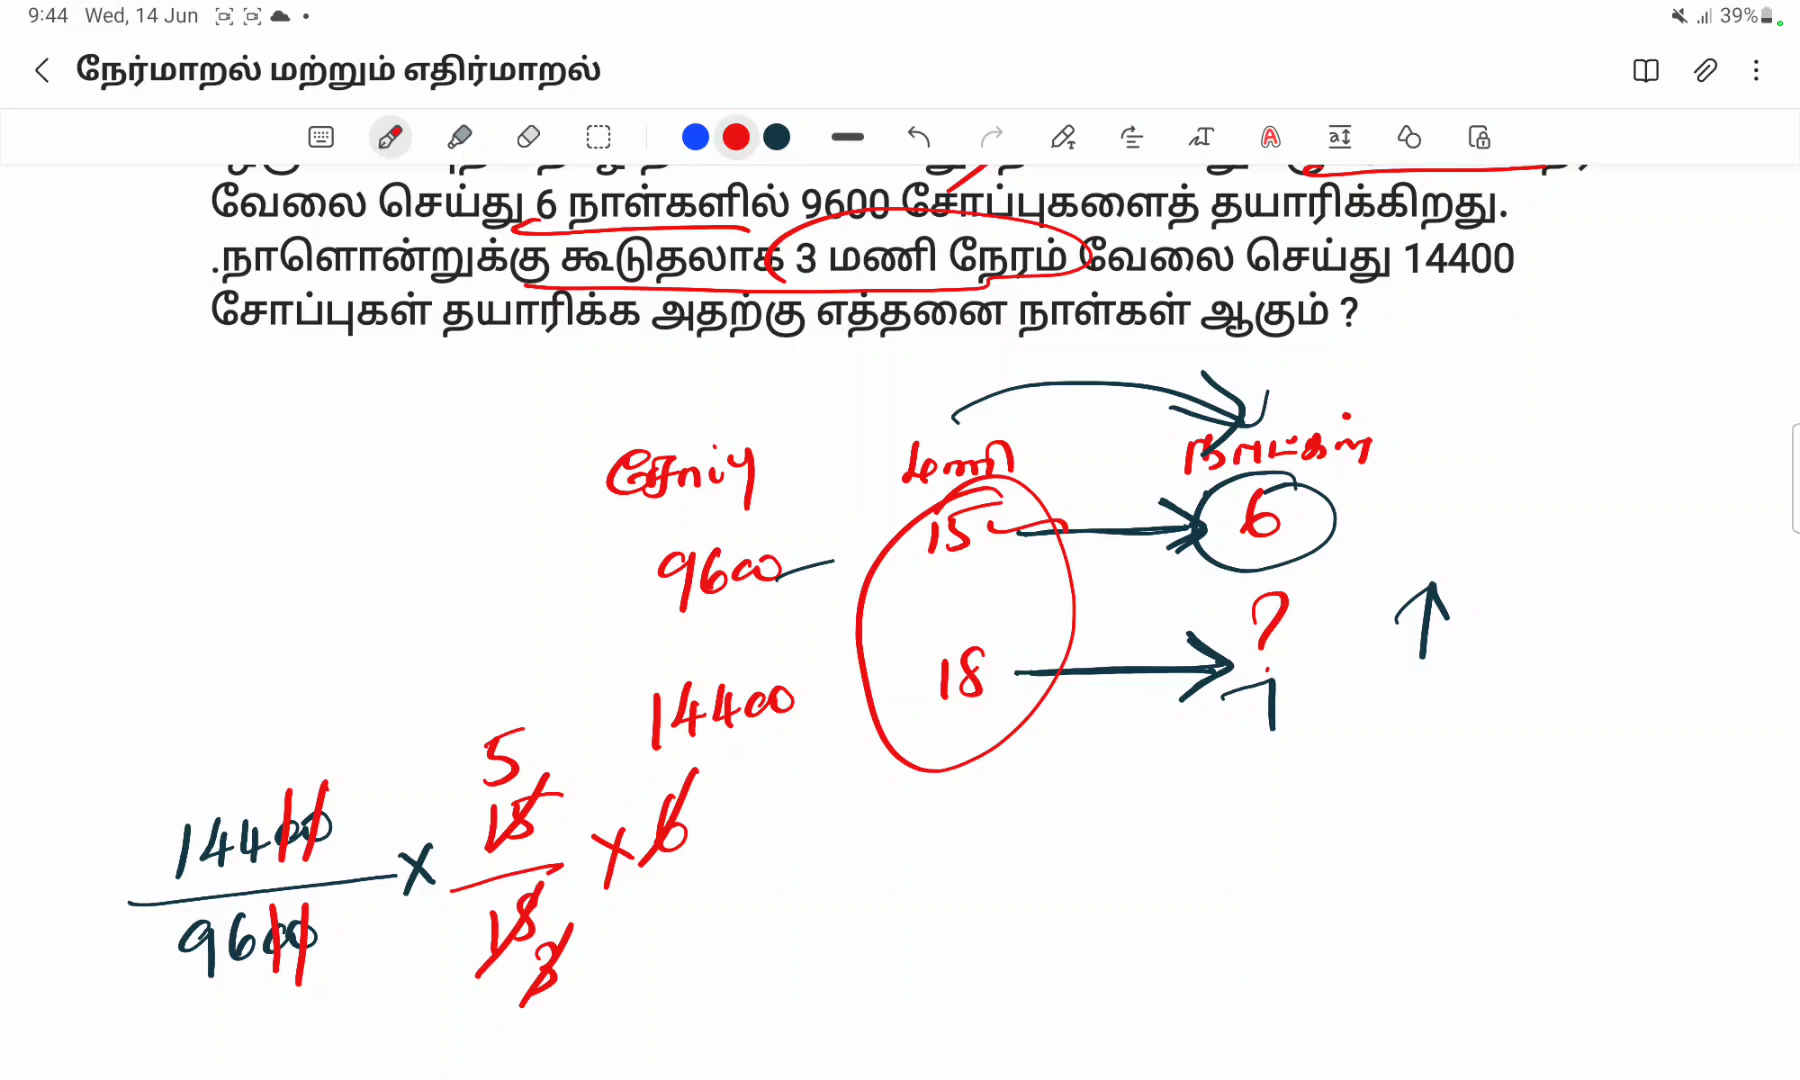 9:44 Wed, 14 Jun
39%
நேர்மாறல் மற்றும் எதிர்மாறல்
வேலை செய்து 6 நாள்களில் 9600 சோப்புகளைத் தயாரிக்கிறது.
.நாளொன்றுக்கு கூடுதலாக 3 மணி நேரம் வேலை செய்து 14400
சோப்புகள் தயாரிக்க அதற்கு எத்தனை நாள்கள் ஆகும் ?
சோப்பு மணி நாட்கள்
9600 15 6
14400 18 ?
5
14400 × 15 × 6
9600 18
3